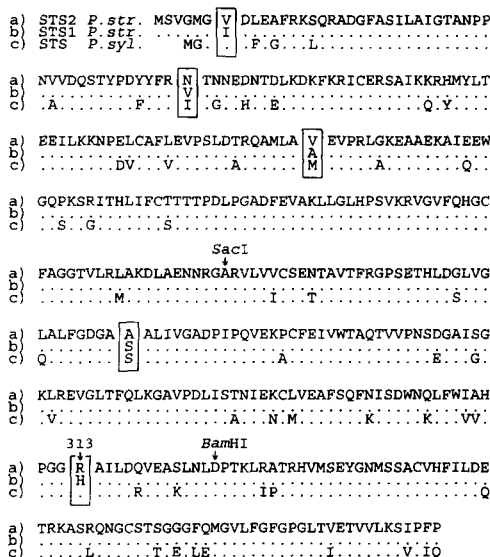 a) STS2 P.str. MSVGMG V DLEAFRKSQRADGFASILAIGTANPP
b) STS1 P.str. ...... I ..........................
c) STS P.syl. MG. . .F.G...L..................
a) NVVDQSTYPDYYFR N TNNEDNTDLKDKFKRICERSAIKKRHMYLT
b) .............. V ..............................
c) .A........F... I .G..H..E...............Q.Y....
a) EEILKKNPELCAFLEVPSLDTRQAMLA V EVPRLGKEAAEKAIEEW
b) ........................... A .................
c) ........DV...V......A...... M .....A........Q..
a) GQPKSRITHLIFCTTTTPDLPGADFEVAKLLGLHPSVKRVGVFQHGC
b) ...............................................
c) ..S..G.......S.................................
SacI
a) FAGGTVLRLAKDLAENNRGARVLVVCSENTAVTFRGPSETHLDGLVG
b) ...............................................
c) ........M...............I...T..............S...
a) LALFGDGA A ALIVGADPIPQVEKPCFEIVWTAQTVVPNSDGAISG
b) ........ S ....................................
c) Q....... S ..............A...............E...G.
a) KLREVGLTFQLKGAVPDLISTNIEKCLVEAFSQFNISDWNQLFWIAH
b) ...............................................
c) .V..................A..N.M........K.....K...VV.
313 BamHI
a) PGG R AILDQVEASLNLDPTKLRATRHVMSEYGNMSSACVHFILDE
b) ... H .........................................
c) ... . ....R...K........IP.....................Q
a) TRKASRQNGCSTSGGGFQMGVLFGFGPGLTVETVVLKSIPFP
b) ..........................................
c) .....L......T.E.LE............I.......V.IQ